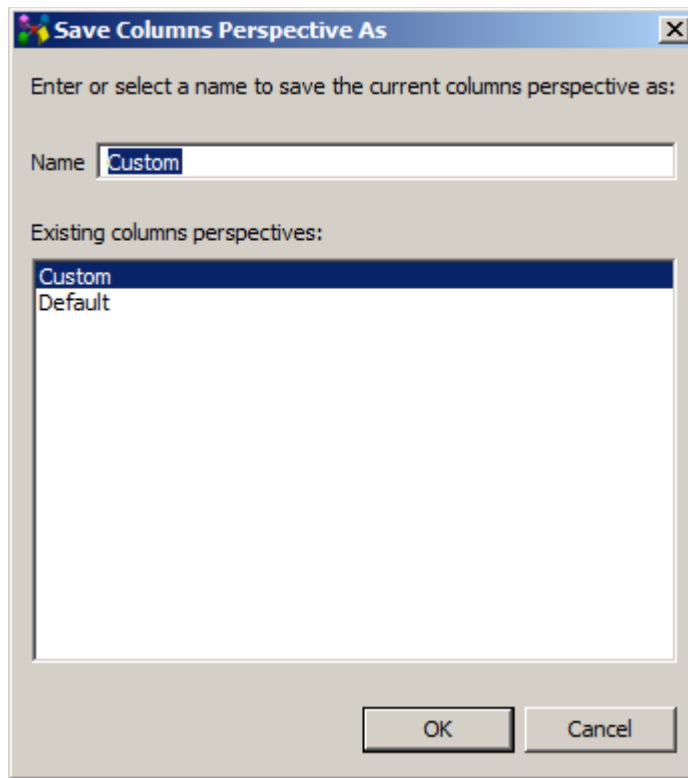 Save Columns Perspective As
Enter or select a name to save the current columns perspective as:
Name Custom
Existing columns perspectives:
Custom
Default
OK Cancel